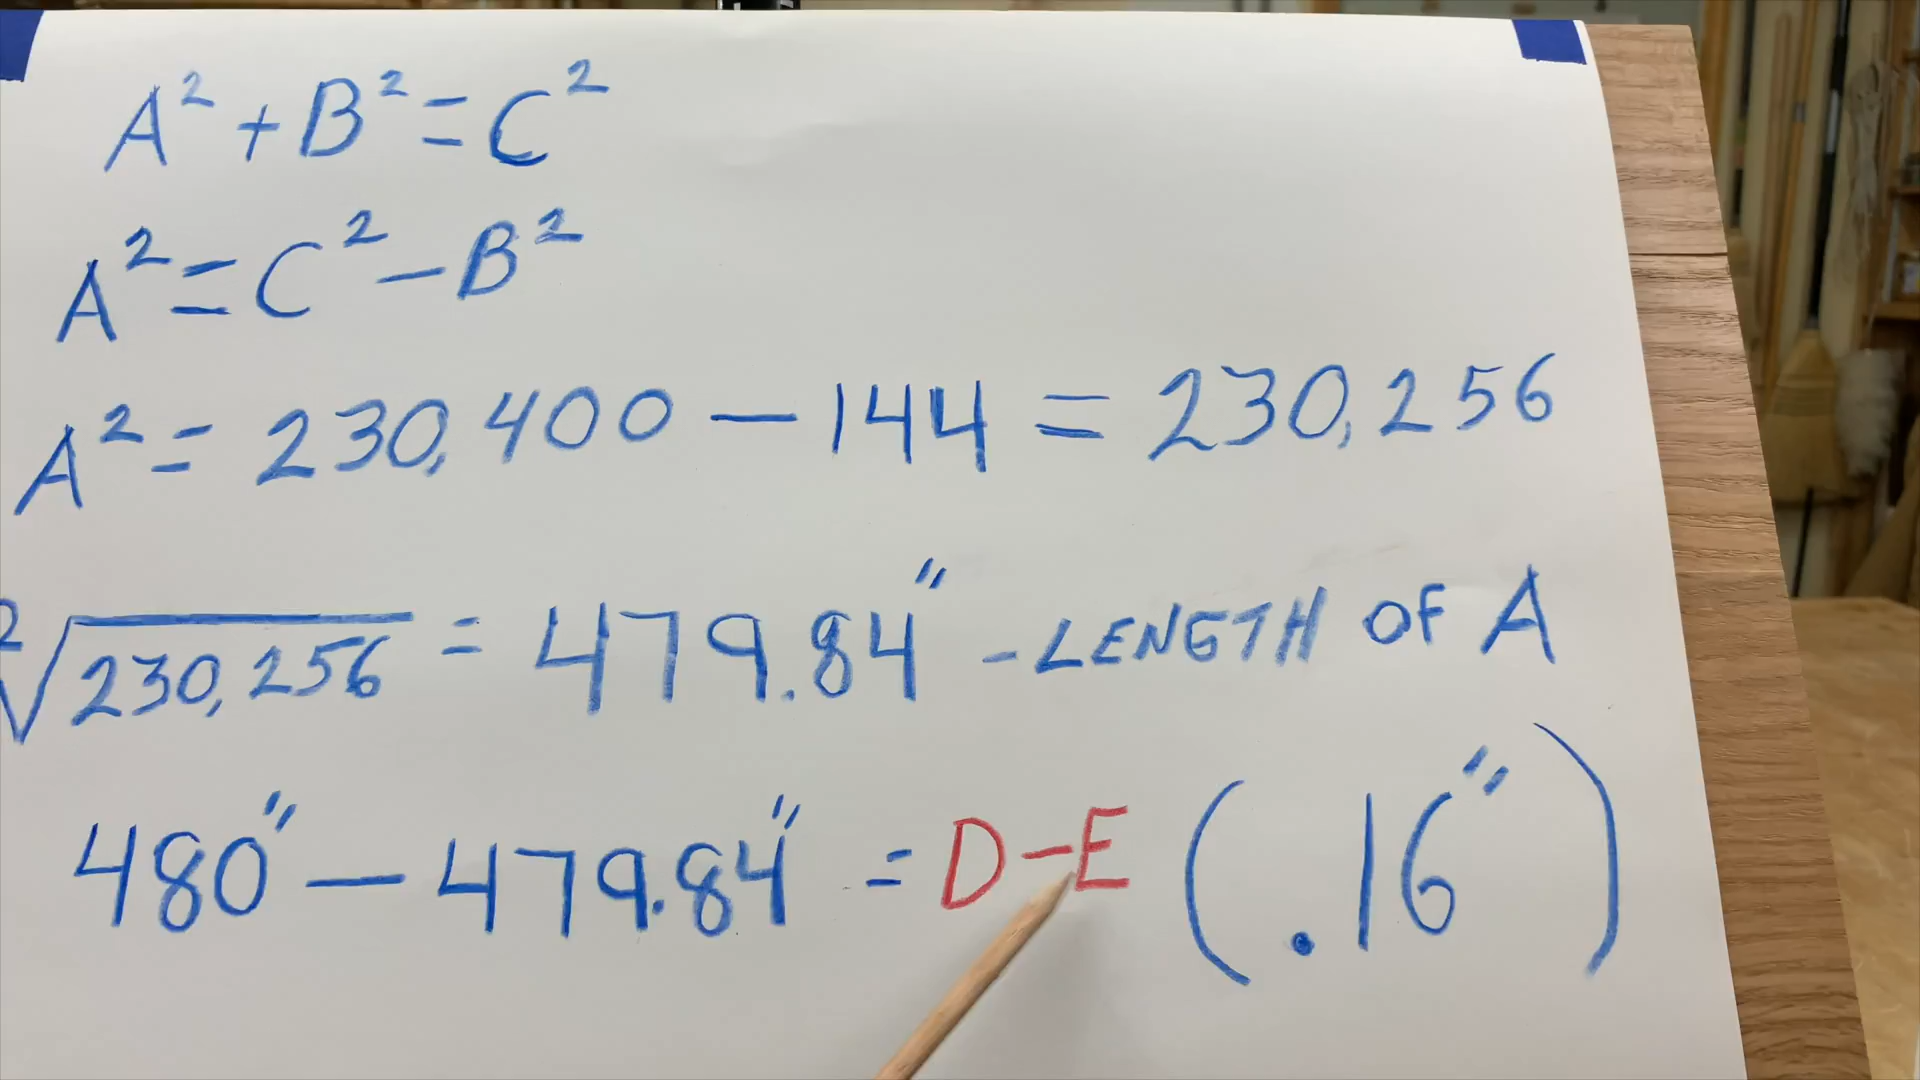 A² + B² = C²
A² = C² - B²
A² = 230,400 - 144 = 230,256
²√230,256 = 479.84" - LENGTH OF A
480" - 479.84" = D-E (.16")